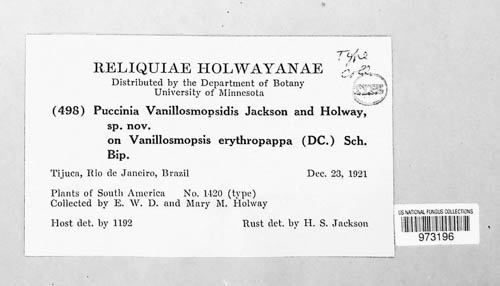 Type
Coll.
RELIQUIAE HOLWAYANAE
Distributed by the Department of Botany
University of Minnesota
(498) Puccinia Vanillosmopsidis Jackson and Holway,
sp. nov.
on Vanillosmopsis erythropappa (DC.) Sch.
Bip.
Tijuca, Rio de Janeiro, Brazil Dec. 23, 1921
Plants of South America No. 1420 (type)
Collected by E. W. D. and Mary M. Holway
Host det. by 1192 Rust det. by H. S. Jackson
US NATIONAL FUNGUS COLLECTIONS
973196